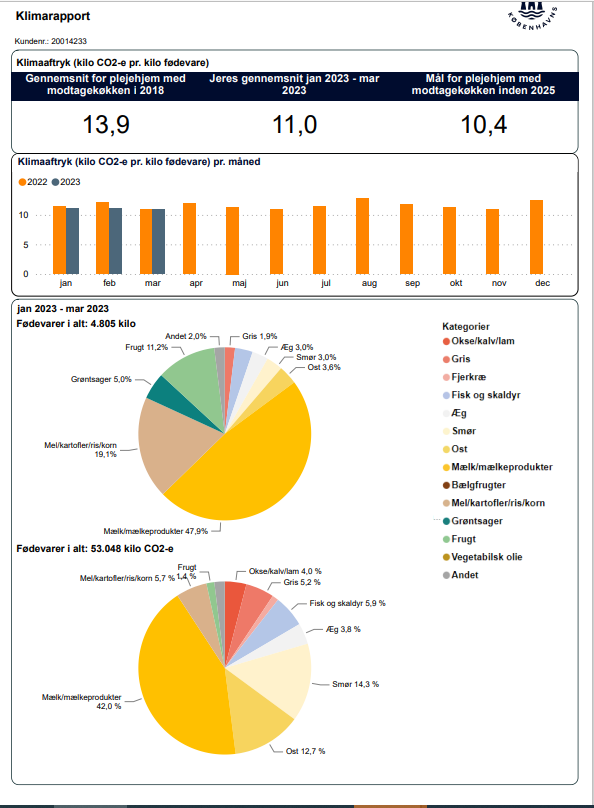 Klimarapport
KØBENHAVNS
Kundenr.: 20014233
Klimaaftryk (kilo CO2-e pr. kilo fødevare)
Gennemsnit for plejehjem med modtagekøkken i 2018
Jeres gennemsnit jan 2023 - mar 2023
Mål for plejehjem med modtagekøkken inden 2025
13,9
11,0
10,4
Klimaaftryk (kilo CO2-e pr. kilo fødevare) pr. måned
2022 2023
10
5
0
jan feb mar apr maj jun jul aug sep okt nov dec
jan 2023 - mar 2023
Fødevarer i alt: 4.805 kilo
Andet 2,0%
Gris 1,9%
Frugt 11,2%
Æg 3,0%
Smør 3,0%
Ost 3,6%
Grøntsager 5,0%
Mel/kartofler/ris/korn
19,1%
Mælk/mælkeprodukter 47,9%
Kategorier
Okse/kalv/lam
Gris
Fjerkræ
Fisk og skaldyr
Æg
Smør
Ost
Mælk/mælkeprodukter
Bælgfrugter
Mel/kartofler/ris/korn
Grøntsager
Frugt
Vegetabilsk olie
Andet
Fødevarer i alt: 53.048 kilo CO2-e
Frugt
1,4 %
Mel/kartofler/ris/korn 5,7 %
Okse/kalv/lam 4,0 %
Gris 5,2 %
Fisk og skaldyr 5,9 %
Æg 3,8 %
Smør 14,3 %
Mælk/mælkeprodukter
42,0 %
Ost 12,7 %